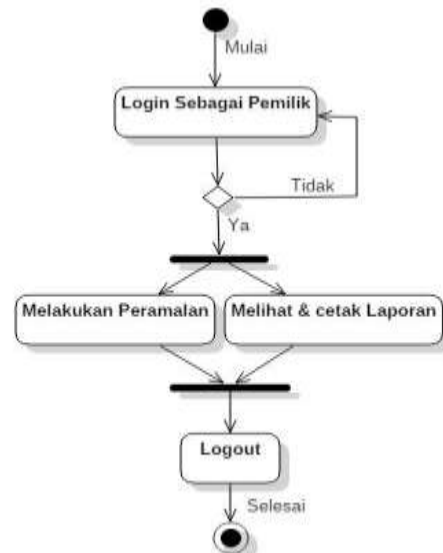 Mulai
Login Sebagai Pemilik
Tidak
Ya
Melakukan Peramalan
Melihat & cetak Laporan
Logout
Selesai